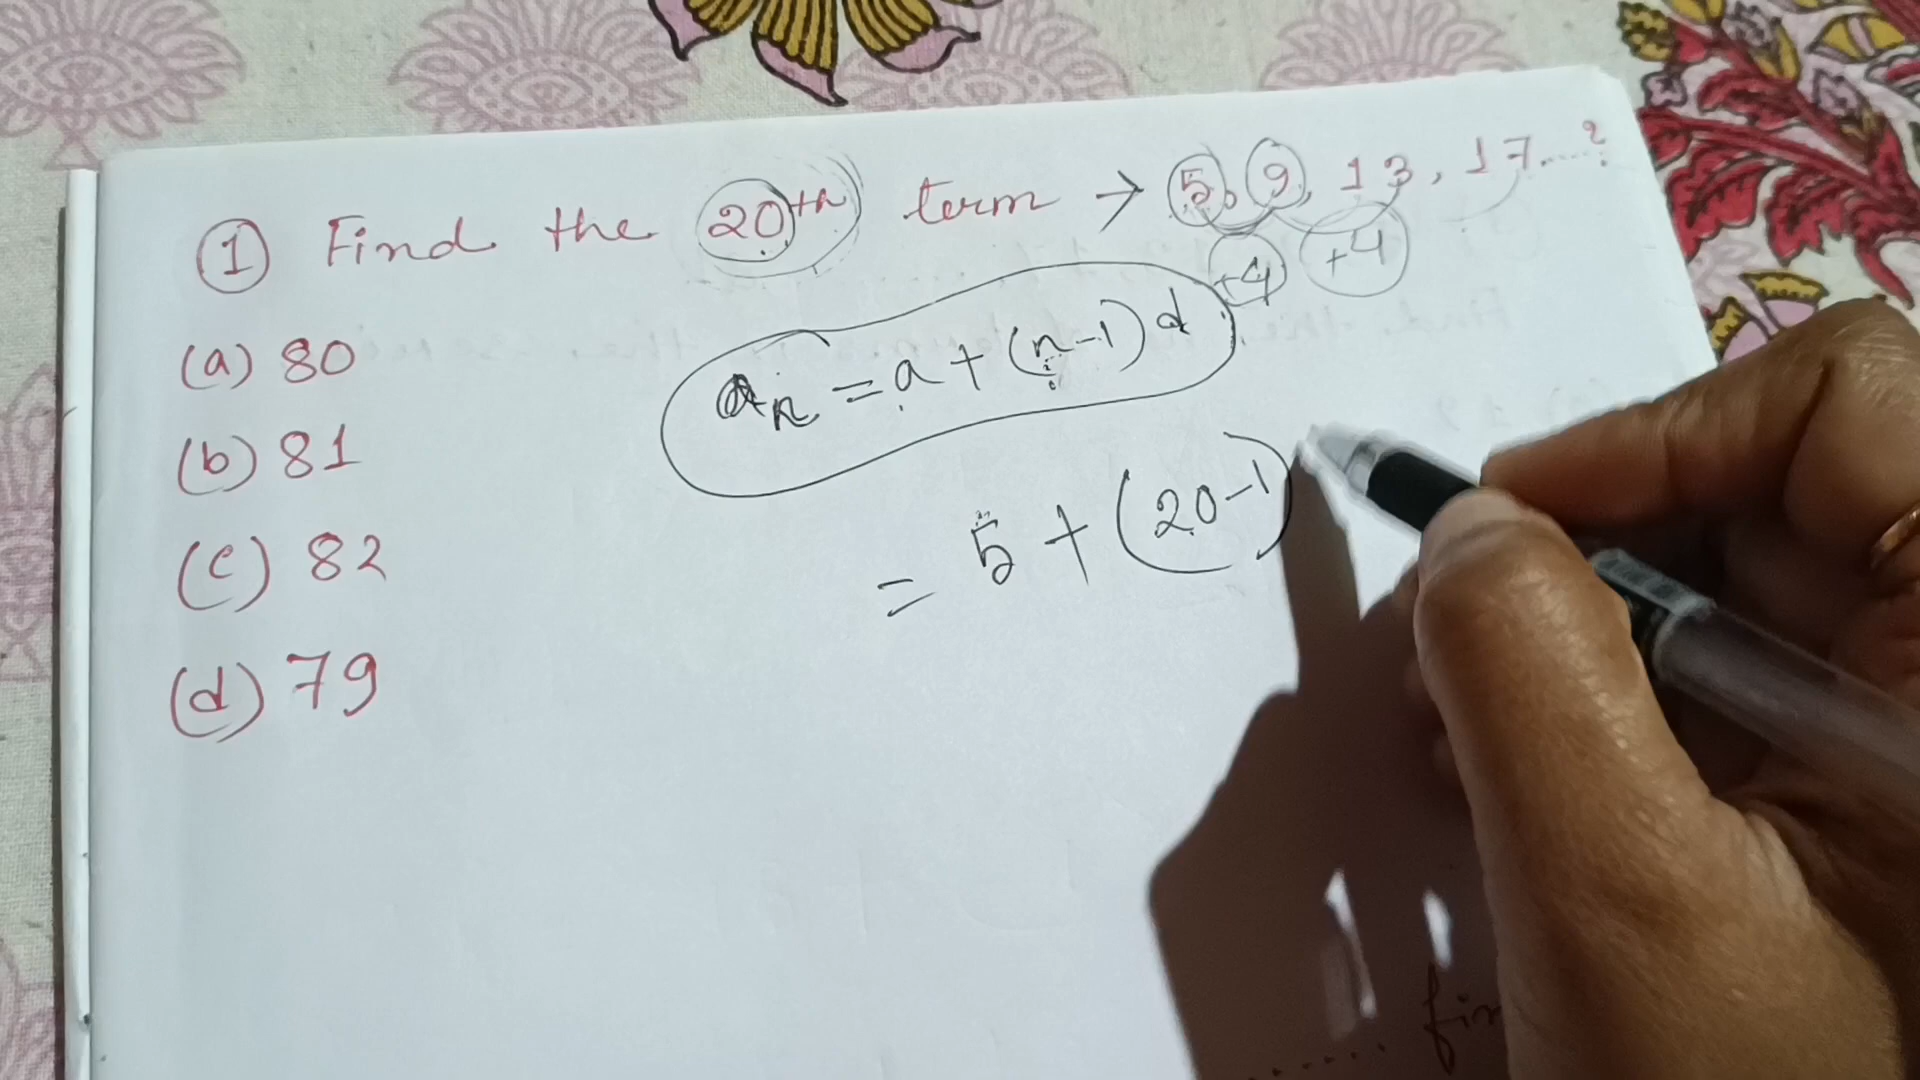 ① Find the 20th term → 5, 9, 13, 17.....?
+4 +4
(a) 80
an = a + (n-1) d
(b) 81
= 5 + (20-1)
(c) 82
(d) 79
...... fin